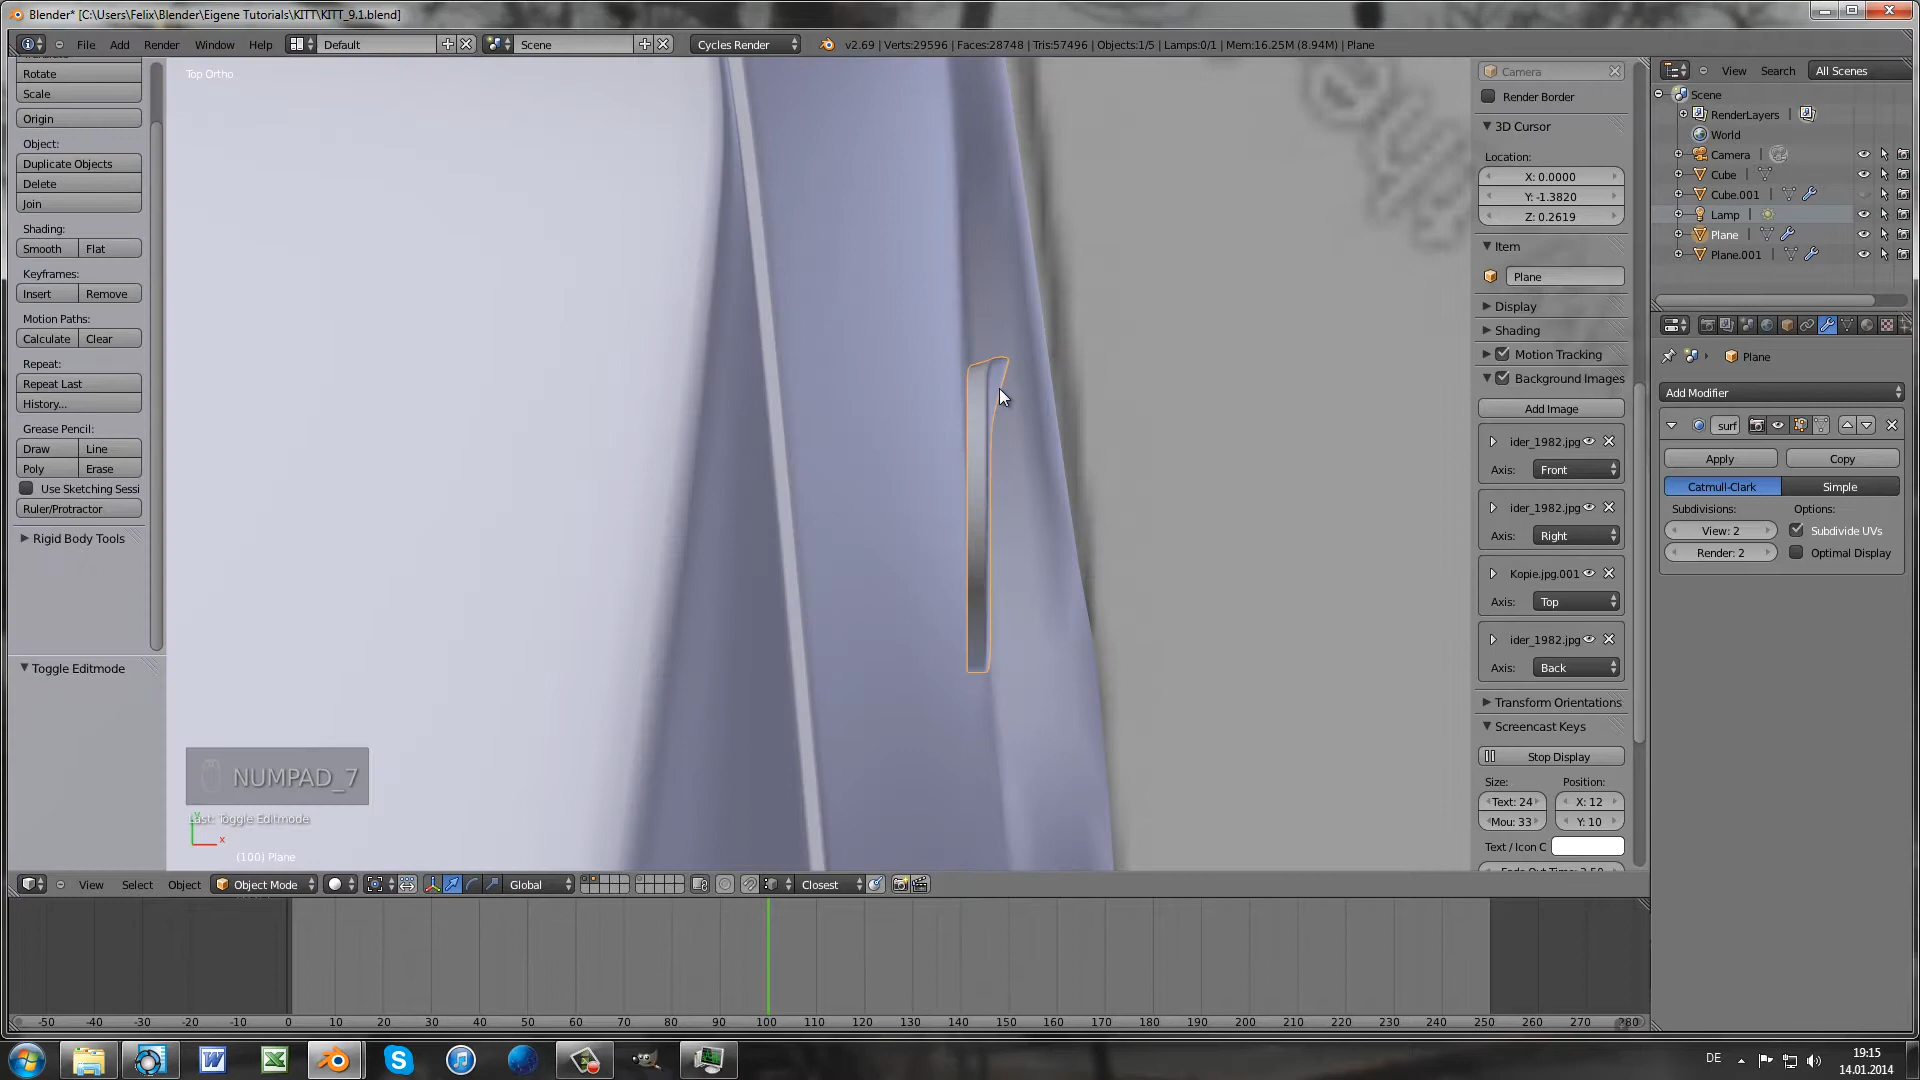 Blender* [C:\Users\Felix\Blender\Eigene Tutorials\KITT\KITT_9.1.blend]
File Add Render Window Help Default Scene Cycles Render v2.69 | Verts:29596 | Faces:28748 | Tris:57496 | Objects:1/5 | Lamps:0/1 | Mem:16.25M (8.94M) | Plane
Rotate
Scale
Origin
Object:
Duplicate Objects
Delete
Join
Shading:
Smooth Flat
Keyframes:
Insert Remove
Motion Paths:
Calculate Clear
Repeat:
Repeat Last
History...
Grease Pencil:
Draw Line
Poly Erase
Use Sketching Sessi
Ruler/Protractor
Rigid Body Tools
Toggle Editmode
Top Ortho
NUMPAD_7
Last: Toggle Editmode
y
x
(100) Plane
Camera
Render Border
3D Cursor
Location:
X: 0.0000
Y: -1.3820
Z: 0.2619
Item
Plane
Display
Shading
Motion Tracking
Background Images
Add Image
ider_1982.jpg
Axis: Front
ider_1982.jpg
Axis: Right
Kopie.jpg.001
Axis: Top
ider_1982.jpg
Axis: Back
Transform Orientations
Screencast Keys
Stop Display
Size: Position:
Text: 24 X: 12
Mou: 33 Y: 10
Text / Icon C
View Search All Scenes
Scene
RenderLayers
World
Camera
Cube
Cube.001
Lamp
Plane
Plane.001
Plane
Add Modifier
surf
Apply Copy
Catmull-Clark Simple
Subdivisions: Options:
View: 2 Subdivide UVs
Render: 2 Optimal Display
View Select Object Object Mode Global Closest
-50 -40 -30 -20 -10 0 10 20 30 40 50 60 70 80 90 100 110 120 130 140 150 160 170 180 190 200 210 220 230 240 250 260 270 280
DE
19:15
14.01.2014